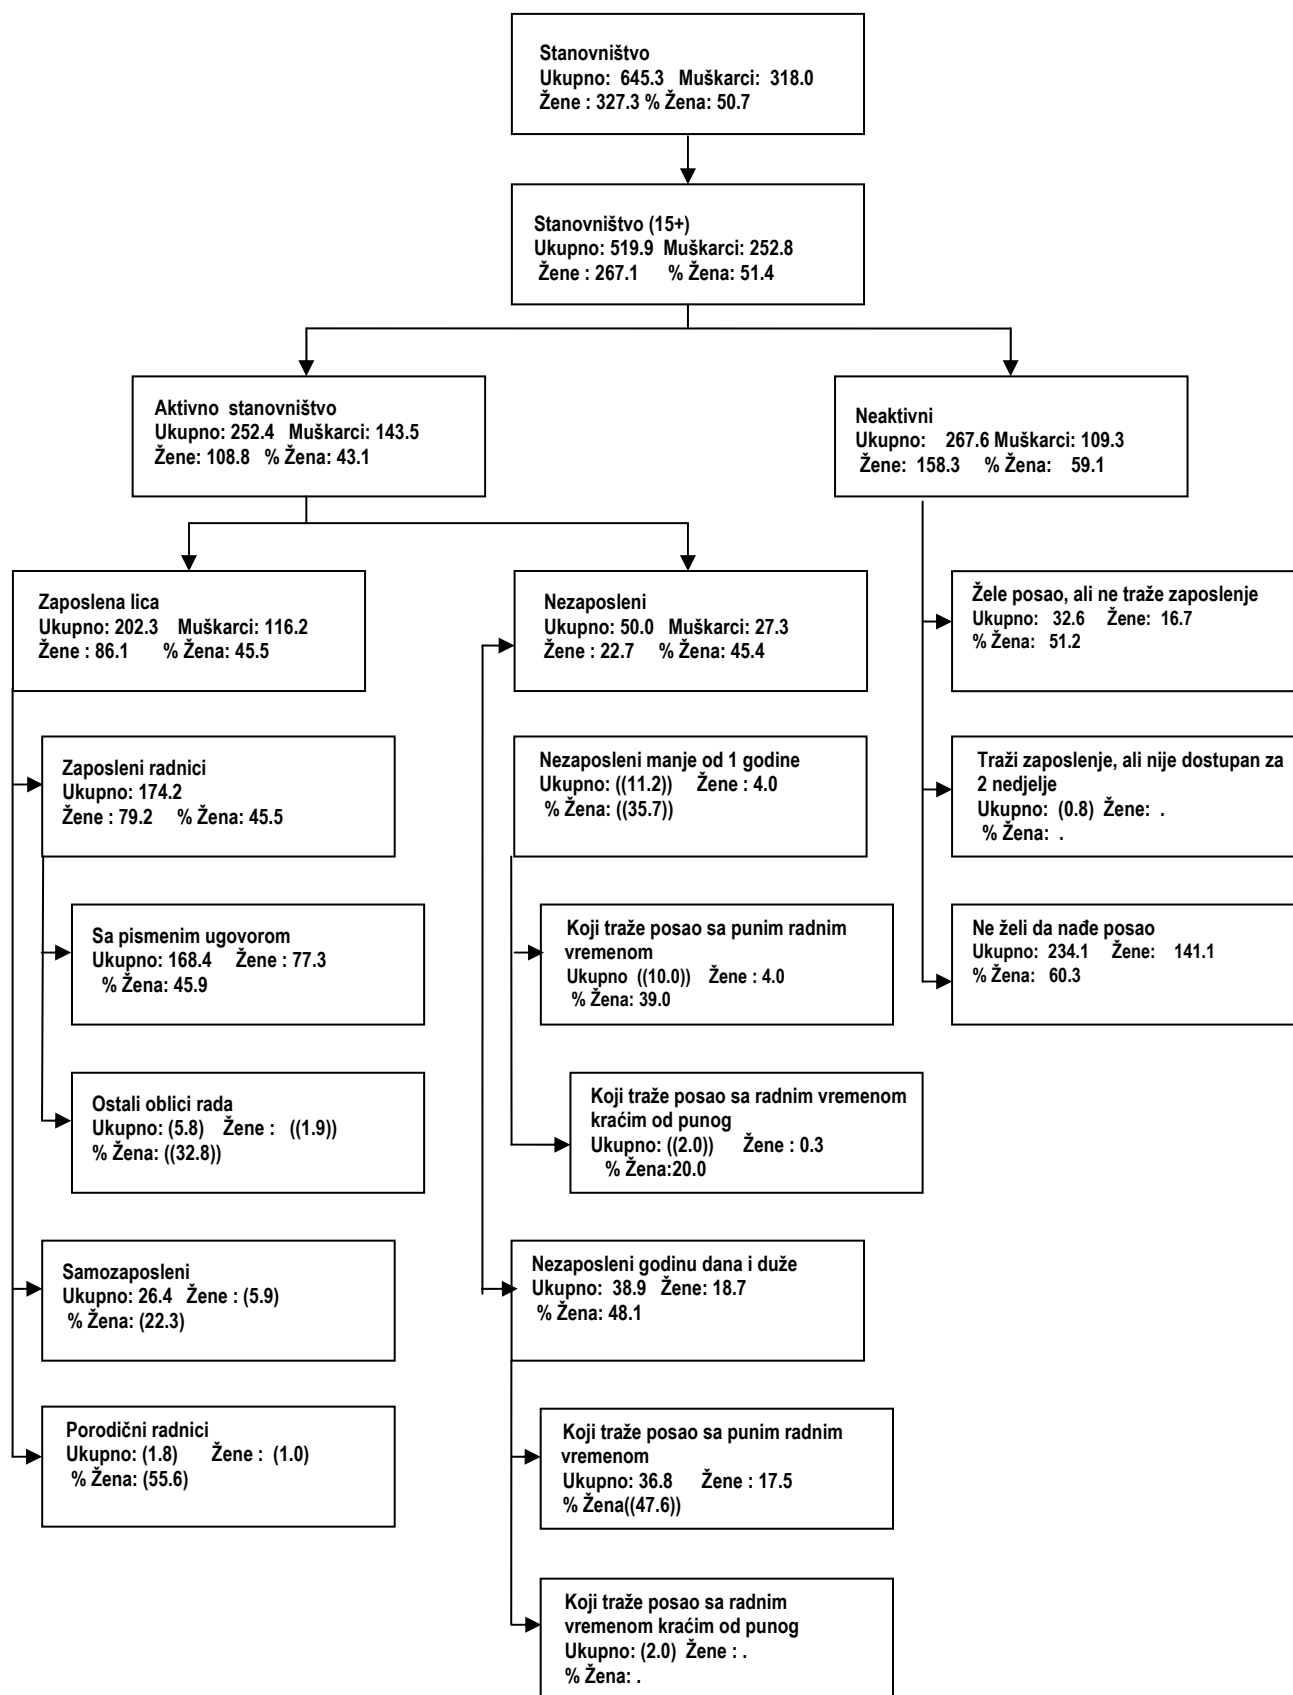 Stanovništvo
Ukupno: 645.3 Muškarci: 318.0
Žene : 327.3 % Žena: 50.7
Stanovništvo (15+)
Ukupno: 519.9 Muškarci: 252.8
Žene : 267.1 % Žena: 51.4
Aktivno stanovništvo
Ukupno: 252.4 Muškarci: 143.5
Žene: 108.8 % Žena: 43.1
Neaktivni
Ukupno: 267.6 Muškarci: 109.3
Žene: 158.3 % Žena: 59.1
Zaposlena lica
Ukupno: 202.3 Muškarci: 116.2
Žene : 86.1 % Žena: 45.5
Nezaposleni
Ukupno: 50.0 Muškarci: 27.3
Žene : 22.7 % Žena: 45.4
Žele posao, ali ne traže zaposlenje
Ukupno: 32.6 Žene: 16.7
% Žena: 51.2
Zaposleni radnici
Ukupno: 174.2
Žene : 79.2 % Žena: 45.5
Nezaposleni manje od 1 godine
Ukupno: ((11.2)) Žene : 4.0
% Žena: ((35.7))
Traži zaposlenje, ali nije dostupan za
2 nedjelje
Ukupno: (0.8) Žene: .
% Žena: .
Sa pismenim ugovorom
Ukupno: 168.4 Žene : 77.3
% Žena: 45.9
Koji traže posao sa punim radnim
vremenom
Ukupno ((10.0)) Žene : 4.0
% Žena: 39.0
Ne želi da nađe posao
Ukupno: 234.1 Žene: 141.1
% Žena: 60.3
Ostali oblici rada
Ukupno: (5.8) Žene : ((1.9))
% Žena: ((32.8))
Koji traže posao sa radnim vremenom
kraćim od punog
Ukupno: ((2.0)) Žene : 0.3
% Žena:20.0
Samozaposleni
Ukupno: 26.4 Žene : (5.9)
% Žena: (22.3)
Nezaposleni godinu dana i duže
Ukupno: 38.9 Žene: 18.7
% Žena: 48.1
Porodični radnici
Ukupno: (1.8) Žene : (1.0)
% Žena: (55.6)
Koji traže posao sa punim radnim
vremenom
Ukupno: 36.8 Žene : 17.5
% Žena((47.6))
Koji traže posao sa radnim
vremenom kraćim od punog
Ukupno: (2.0) Žene : .
% Žena: .